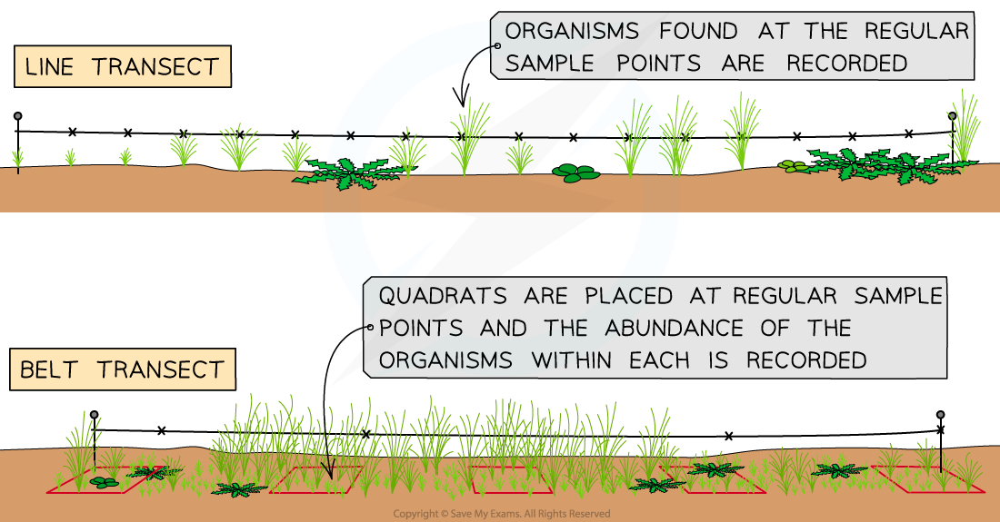 LINE TRANSECT
ORGANISMS FOUND AT THE REGULAR
SAMPLE POINTS ARE RECORDED
BELT TRANSECT
QUADRATS ARE PLACED AT REGULAR SAMPLE
POINTS AND THE ABUNDANCE OF THE
ORGANISMS WITHIN EACH IS RECORDED
Copyright © Save My Exams. All Rights Reserved